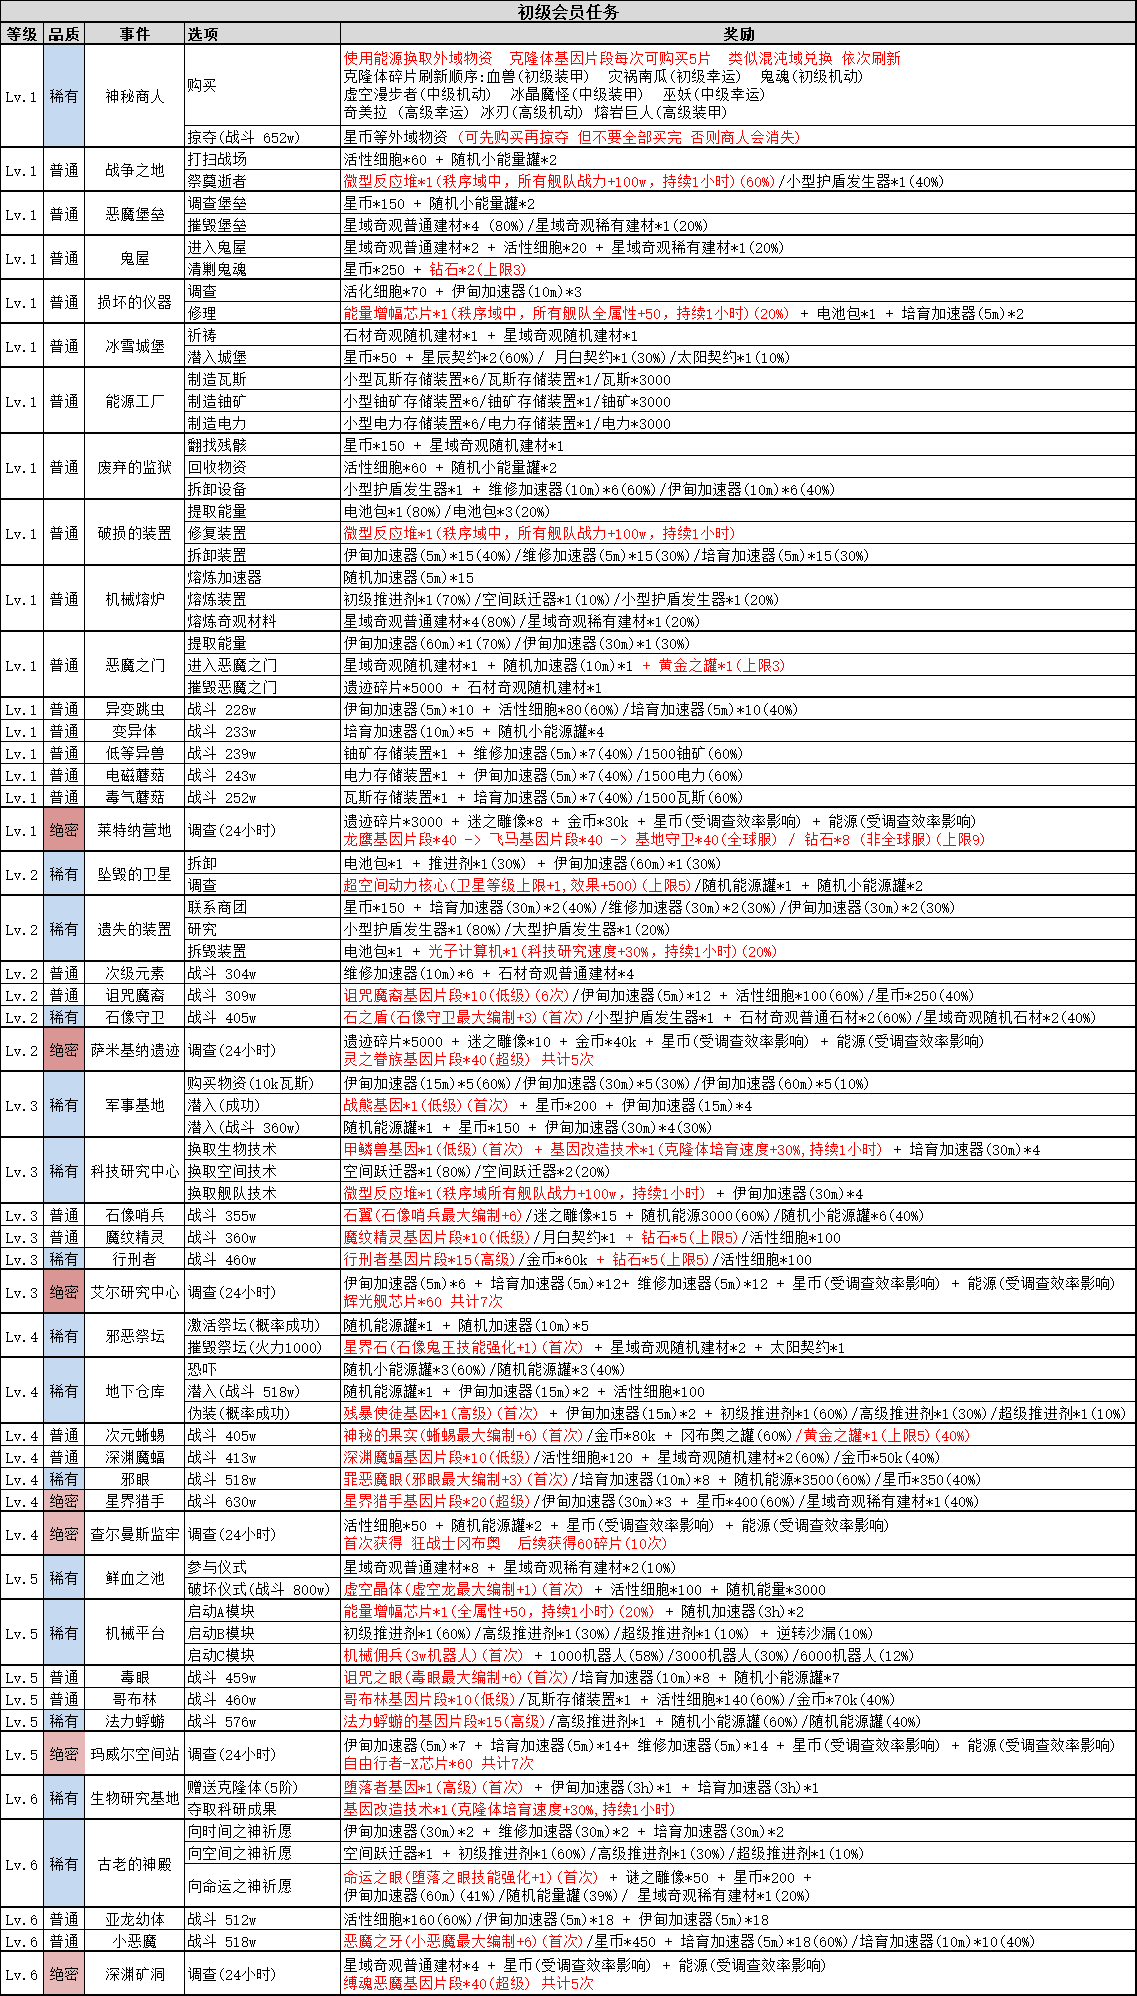 初级会员任务
等级 品质 事件 选项 奖励
Lv.1 稀有 神秘商人 购买 使用能源换取外域物资 克隆体基因片段每次可购买5片 类似混沌域兑换 依次刷新
克隆体碎片刷新顺序:血兽(初级装甲) 灾祸南瓜(初级幸运) 鬼魂(初级机动)
虚空漫步者(中级机动) 冰晶魔怪(中级装甲) 巫妖(中级幸运)
奇美拉 (高级幸运) 冰刃(高级机动) 熔岩巨人(高级装甲)
掠夺(战斗 652w) 星币等外域物资 (可先购买再掠夺 但不要全部买完 否则商人会消失)
Lv.1 普通 战争之地 打扫战场 活性细胞*60 + 随机小能量罐*2
祭奠逝者 微型反应堆*1(秩序域中，所有舰队战力+100w，持续1小时)(60%)/小型护盾发生器*1(40%)
Lv.1 普通 恶魔堡垒 调查堡垒 星币*150 + 随机小能量罐*2
摧毁堡垒 星域奇观普通建材*4 (80%)/星域奇观稀有建材*1(20%)
Lv.1 普通 鬼屋 进入鬼屋 星域奇观普通建材*2 + 活性细胞*20 + 星域奇观稀有建材*1(20%)
清剿鬼魂 星币*250 + 钻石*2(上限3)
Lv.1 普通 损坏的仪器 调查 活化细胞*70 + 伊甸加速器(10m)*3
修理 能量增幅芯片*1(秩序域中，所有舰队全属性+50，持续1小时)(20%) + 电池包*1 + 培育加速器(5m)*2
Lv.1 普通 冰雪城堡 祈祷 石材奇观随机建材*1 + 星域奇观随机建材*1
潜入城堡 星币*50 + 星辰契约*2(60%)/ 月白契约*1(30%)/太阳契约*1(10%)
Lv.1 普通 能源工厂 制造瓦斯 小型瓦斯存储装置*6/瓦斯存储装置*1/瓦斯*3000
制造铀矿 小型铀矿存储装置*6/铀矿存储装置*1/铀矿*3000
制造电力 小型电力存储装置*6/电力存储装置*1/电力*3000
Lv.1 普通 废弃的监狱 翻找残骸 星币*150 + 星域奇观随机建材*1
回收物资 活性细胞*60 + 随机小能量罐*2
拆卸设备 小型护盾发生器*1 + 维修加速器(10m)*6(60%)/伊甸加速器(10m)*6(40%)
Lv.1 普通 破损的装置 提取能量 电池包*1(80%)/电池包*3(20%)
修复装置 微型反应堆*1(秩序域中，所有舰队战力+100w，持续1小时)
拆卸装置 伊甸加速器(5m)*15(40%)/维修加速器(5m)*15(30%)/培育加速器(5m)*15(30%)
Lv.1 普通 机械熔炉 熔炼加速器 随机加速器(5m)*15
熔炼装置 初级推进剂*1(70%)/空间跃迁器*1(10%)/小型护盾发生器*1(20%)
熔炼奇观材料 星域奇观普通建材*4(80%)/星域奇观稀有建材*1(20%)
Lv.1 普通 恶魔之门 提取能量 伊甸加速器(60m)*1(70%)/伊甸加速器(30m)*1(30%)
进入恶魔之门 星域奇观随机建材*1 + 随机加速器(10m)*1 + 黄金之罐*1(上限3)
摧毁恶魔之门 遗迹碎片*5000 + 石材奇观随机建材*1
Lv.1 普通 异变跳虫 战斗 228w 伊甸加速器(5m)*10 + 活性细胞*80(60%)/培育加速器(5m)*10(40%)
Lv.1 普通 变异体 战斗 233w 培育加速器(10m)*5 + 随机小能源罐*4
Lv.1 普通 低等异兽 战斗 239w 铀矿存储装置*1 + 维修加速器(5m)*7(40%)/1500铀矿(60%)
Lv.1 普通 电磁蘑菇 战斗 243w 电力存储装置*1 + 伊甸加速器(5m)*7(40%)/1500电力(60%)
Lv.1 普通 毒气蘑菇 战斗 252w 瓦斯存储装置*1 + 培育加速器(5m)*7(40%)/1500瓦斯(60%)
Lv.1 绝密 莱特纳营地 调查(24小时) 遗迹碎片*3000 + 迷之雕像*8 + 金币*30k + 星币(受调查效率影响) + 能源(受调查效率影响)
龙鹰基因片段*40 -> 飞马基因片段*40 -> 基地守卫*40(全球服) / 钻石*8 (非全球服)(上限9)
Lv.2 稀有 坠毁的卫星 拆卸 电池包*1 + 推进剂*1(30%) + 伊甸加速器(60m)*1(30%)
调查 超空间动力核心(卫星等级上限+1,效果+500)(上限5)/随机能源罐*1 + 随机小能源罐*2
Lv.2 稀有 遗失的装置 联系商团 星币*150 + 培育加速器(30m)*2(40%)/维修加速器(30m)*2(30%)/伊甸加速器(30m)*2(30%)
研究 小型护盾发生器*1(80%)/大型护盾发生器*1(20%)
拆毁装置 电池包*1 + 光子计算机*1(科技研究速度+30%，持续1小时)(20%)
Lv.2 普通 次级元素 战斗 304w 维修加速器(10m)*6 + 石材奇观普通建材*4
Lv.2 普通 诅咒魔裔 战斗 309w 诅咒魔裔基因片段*10(低级)(6次)/伊甸加速器(5m)*12 + 活性细胞*100(60%)/星币*250(40%)
Lv.2 稀有 石像守卫 战斗 405w 石之盾(石像守卫最大编制+3)(首次)/小型护盾发生器*1 + 石材奇观普通石材*2(60%)/星域奇观随机石材*2(40%)
Lv.2 绝密 萨米基纳遗迹 调查(24小时) 遗迹碎片*5000 + 迷之雕像*10 + 金币*40k + 星币(受调查效率影响) + 能源(受调查效率影响)
灵之眷族基因片段*40(超级) 共计5次
Lv.3 稀有 军事基地 购买物资(10k瓦斯) 伊甸加速器(15m)*5(60%)/伊甸加速器(30m)*5(30%)/伊甸加速器(60m)*5(10%)
潜入(成功) 战熊基因*1(低级)(首次) + 星币*200 + 伊甸加速器(15m)*4
潜入(战斗 360w) 随机能源罐*1 + 星币*150 + 伊甸加速器(30m)*4(30%)
Lv.3 稀有 科技研究中心 换取生物技术 甲鳞兽基因*1(低级)(首次) + 基因改造技术*1(克隆体培育速度+30%,持续1小时) + 培育加速器(30m)*4
换取空间技术 空间跃迁器*1(80%)/空间跃迁器*2(20%)
换取舰队技术 微型反应堆*1(秩序域所有舰队战力+100w，持续1小时) + 伊甸加速器(30m)*4
Lv.3 普通 石像哨兵 战斗 355w 石翼(石像哨兵最大编制+6)/迷之雕像*15 + 随机能源3000(60%)/随机小能源罐*6(40%)
Lv.3 普通 魔纹精灵 战斗 360w 魔纹精灵基因片段*10(低级)/月白契约*1 + 钻石*5(上限5)/活性细胞*100
Lv.3 稀有 行刑者 战斗 460w 行刑者基因片段*15(高级)/金币*60k + 钻石*5(上限5)/活性细胞*100
Lv.3 绝密 艾尔研究中心 调查(24小时) 伊甸加速器(5m)*6 + 培育加速器(5m)*12+ 维修加速器(5m)*12 + 星币(受调查效率影响) + 能源(受调查效率影响)
辉光舰芯片*60 共计7次
Lv.4 稀有 邪恶祭坛 激活祭坛(概率成功) 随机能源罐*1 + 随机加速器(10m)*5
摧毁祭坛(火力1000) 星界石(石像鬼王技能强化+1)(首次) + 星域奇观随机建材*2 + 太阳契约*1
Lv.4 稀有 地下仓库 恐吓 随机小能源罐*3(60%)/随机能源罐*3(40%)
潜入(战斗 518w) 随机能源罐*1 + 伊甸加速器(15m)*2 + 活性细胞*100
伪装(概率成功) 残暴使徒基因*1(高级)(首次) + 伊甸加速器(15m)*2 + 初级推进剂*1(60%)/高级推进剂*1(30%)/超级推进剂*1(10%)
Lv.4 普通 次元蜥蜴 战斗 405w 神秘的果实(蜥蜴最大编制+6)(首次)/金币*80k + 冈布奥之罐(60%)/黄金之罐*1(上限5)(40%)
Lv.4 普通 深渊魔蝠 战斗 413w 深渊魔蝠基因片段*10(低级)/活性细胞*120 + 星域奇观随机建材*2(60%)/金币*50k(40%)
Lv.4 稀有 邪眼 战斗 518w 罪恶魔眼(邪眼最大编制+3)(首次)/培育加速器(10m)*8 + 随机能源*3500(60%)/星币*350(40%)
Lv.4 绝密 星界猎手 战斗 630w 星界猎手基因片段*20(超级)/伊甸加速器(30m)*3 + 星币*400(60%)/星域奇观稀有建材*1(40%)
Lv.4 绝密 查尔曼斯监牢 调查(24小时) 活性细胞*50 + 随机能源罐*2 + 星币(受调查效率影响) + 能源(受调查效率影响)
首次获得 狂战士冈布奥 后续获得60碎片(10次)
Lv.5 稀有 鲜血之池 参与仪式 星域奇观普通建材*8 + 星域奇观稀有建材*2(10%)
破坏仪式(战斗 800w) 虚空晶体(虚空龙最大编制+1)(首次) + 活性细胞*100 + 随机能量*3000
Lv.5 稀有 机械平台 启动A模块 能量增幅芯片*1(全属性+50，持续1小时)(20%) + 随机加速器(3h)*2
启动B模块 初级推进剂*1(60%)/高级推进剂*1(30%)/超级推进剂*1(10%) + 逆转沙漏(10%)
启动C模块 机械佣兵(3w机器人)(首次) + 1000机器人(58%)/3000机器人(30%)/6000机器人(12%)
Lv.5 普通 毒眼 战斗 459w 诅咒之眼(毒眼最大编制+6)(首次)/培育加速器(10m)*8 + 随机小能源罐*7
Lv.5 普通 哥布林 战斗 460w 哥布林基因片段*10(低级)/瓦斯存储装置*1 + 活性细胞*140(60%)/金币*70k(40%)
Lv.5 稀有 法力蜉蝣 战斗 576w 法力蜉蝣的基因片段*15(高级)/高级推进剂*1 + 随机小能源罐(60%)/随机能源罐(40%)
Lv.5 绝密 玛威尔空间站 调查(24小时) 伊甸加速器(5m)*7 + 培育加速器(5m)*14+ 维修加速器(5m)*14 + 星币(受调查效率影响) + 能源(受调查效率影响)
自由行者-X芯片*60 共计7次
Lv.6 稀有 生物研究基地 赠送克隆体(5阶) 堕落者基因*1(高级)(首次) + 伊甸加速器(3h)*1 + 培育加速器(3h)*1
夺取科研成果 基因改造技术*1(克隆体培育速度+30%,持续1小时)
Lv.6 稀有 古老的神殿 向时间之神祈愿 伊甸加速器(30m)*2 + 维修加速器(30m)*2 + 培育加速器(30m)*2
向空间之神祈愿 空间跃迁器*1 + 初级推进剂*1(60%)/高级推进剂*1(30%)/超级推进剂*1(10%)
向命运之神祈愿 命运之眼(堕落之眼技能强化+1)(首次) + 谜之雕像*50 + 星币*200 +
伊甸加速器(60m)(41%)/随机能量罐(39%)/ 星域奇观稀有建材*1(20%)
Lv.6 普通 亚龙幼体 战斗 512w 活性细胞*160(60%)/伊甸加速器(5m)*18 + 伊甸加速器(5m)*18
Lv.6 普通 小恶魔 战斗 518w 恶魔之牙(小恶魔最大编制+6)(首次)/星币*450 + 培育加速器(5m)*18(60%)/培育加速器(10m)*10(40%)
Lv.6 绝密 深渊矿洞 调查(24小时) 星域奇观普通建材*4 + 星币(受调查效率影响) + 能源(受调查效率影响)
缚魂恶魔基因片段*40(超级) 共计5次